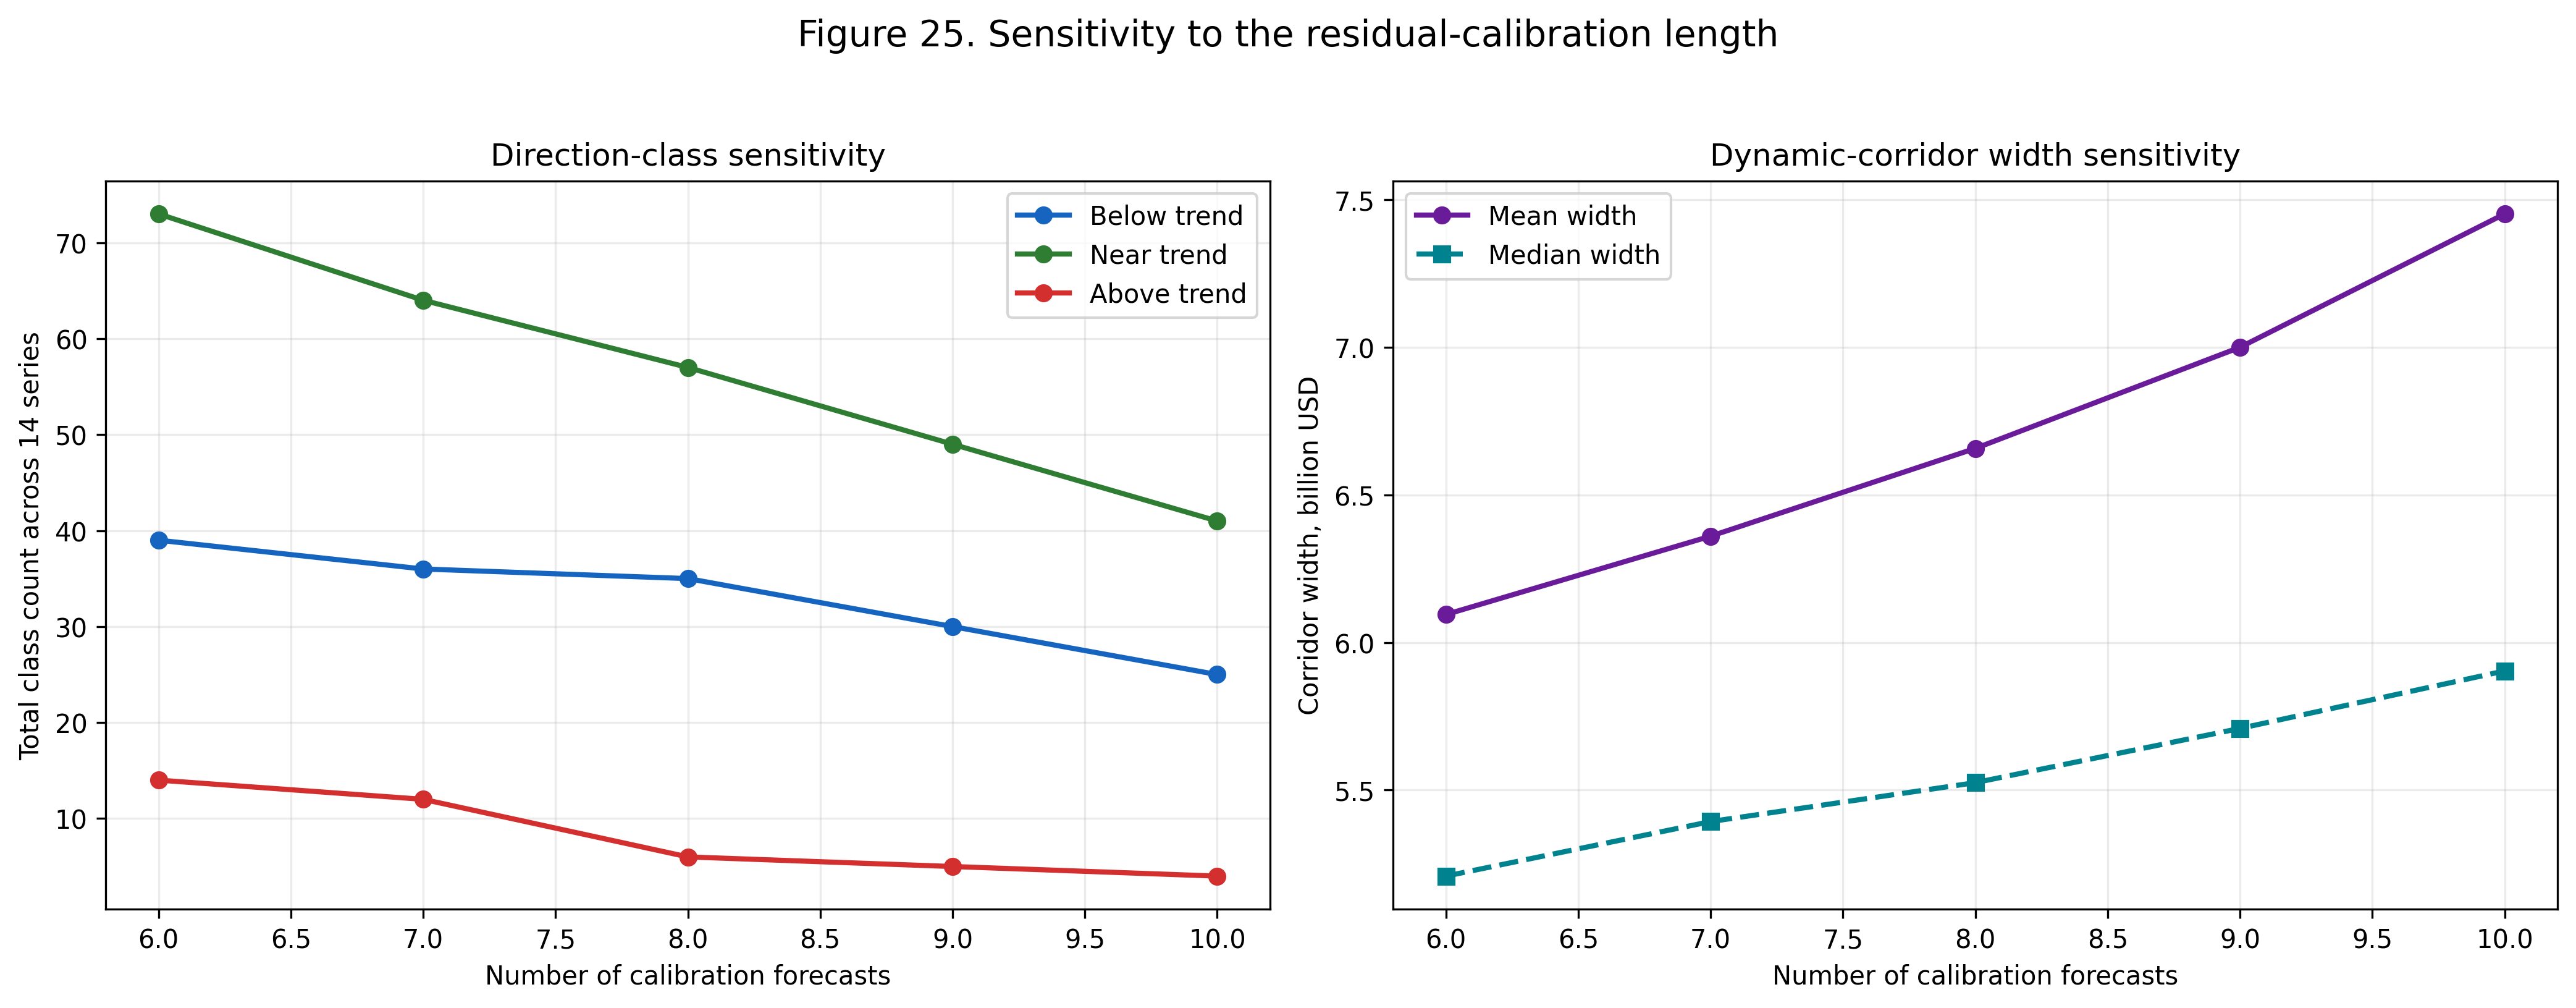 Figure 25. Sensitivity to the residual-calibration length
Direction-class sensitivity
Total class count across 14 series
70
60
50
40
30
20
10
Below trend
Near trend
Above trend
6.0 6.5 7.0 7.5 8.0 8.5 9.0 9.5 10.0
Number of calibration forecasts
Dynamic-corridor width sensitivity
Corridor width, billion USD
7.5
7.0
6.5
6.0
5.5
Mean width
Median width
6.0 6.5 7.0 7.5 8.0 8.5 9.0 9.5 10.0
Number of calibration forecasts